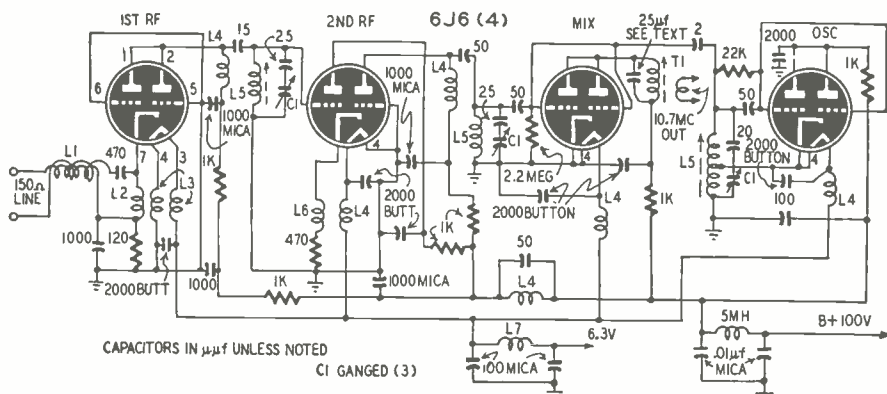 1ST RF
2ND RF
6J6 (4)
MIX
25μf
SEE TEXT
OSC
L4
15
25
1
2
6
5
L5
C1
1000
MICA
1000
MICA
L4
50
L5
25
C1
50
T1
10.7MC
OUT
2
22K
2000
1K
50
L1
150Ω
LINE
470
7
4
3
L2
L3
1K
1000
120
2000BUTT
1000
4
2000
BUTT
L6
L4
470
1K
1000MICA
1K
2.2 MEG
4
2000BUTTON
L4
1K
50
L4
L5
20
C1
2000
BUTTON
4
100
L4
L7
6.3V
100MICA
5MH
B+100V
.01μf
MICA
CAPACITORS IN μμf UNLESS NOTED
C1 GANGED (3)